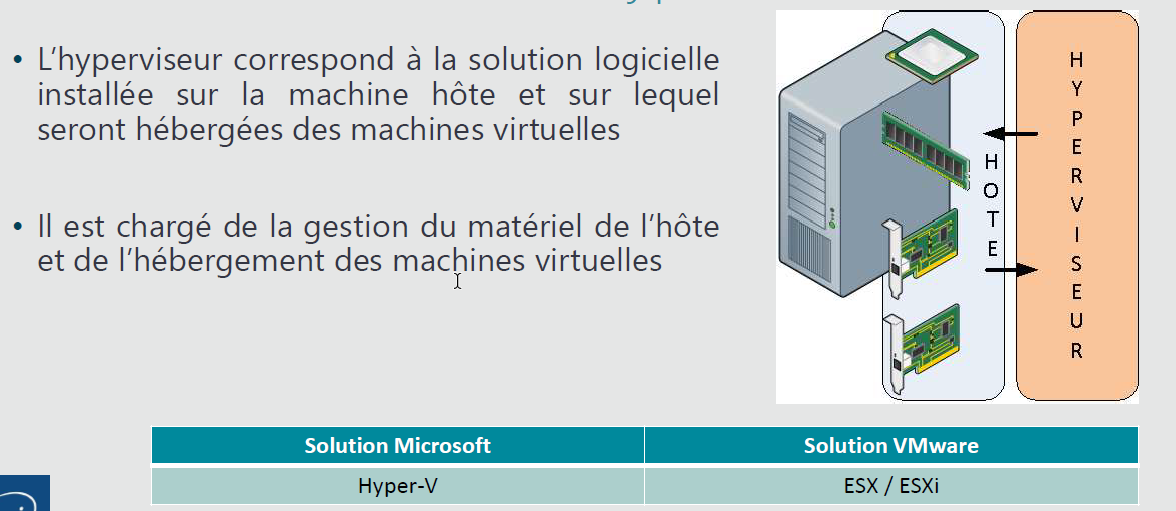 • L'hyperviseur correspond à la solution logicielle
installée sur la machine hôte et sur lequel
seront hébergées des machines virtuelles
• Il est chargé de la gestion du matériel de l'hôte
et de l'hébergement des machines virtuelles
HOTE
HYPERVISEUR
Solution Microsoft Solution VMware
Hyper-V ESX / ESXi